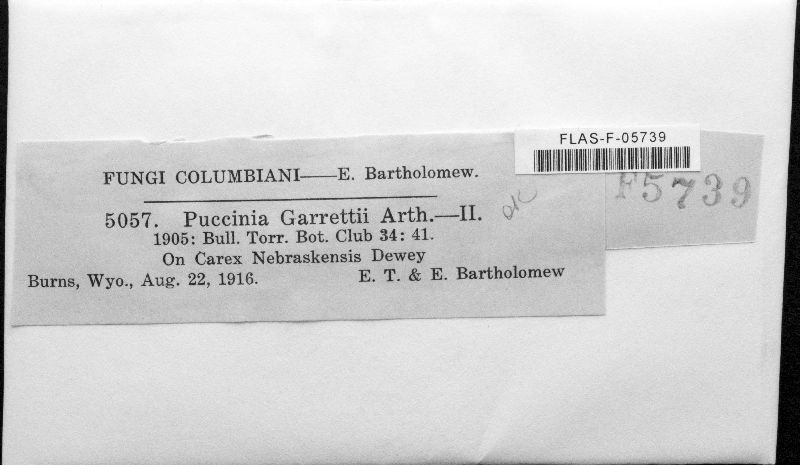 FLAS-F-05739
F5739
FUNGI COLUMBIANI——E. Bartholomew.
5057. Puccinia Garrettii Arth.—II.
1905: Bull. Torr. Bot. Club 34: 41.
On Carex Nebraskensis Dewey
Burns, Wyo., Aug. 22, 1916. E. T. & E. Bartholomew